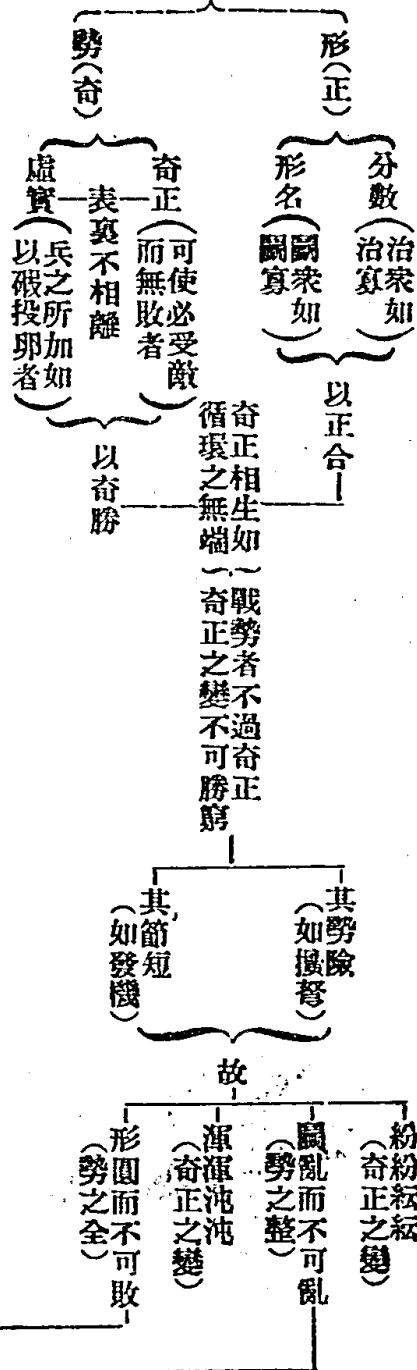 形（正）
分數（治衆如
治寡）
形名（鬭衆如
鬭寡）
以正合
勢（奇）
奇正（可使必受敵
而無敗者）
表裏不相離
虛實（兵之所加如
以碬投卵者）
以奇勝
奇正相生如
循環之無端
戰勢者不過奇正
奇正之變不可勝窮
其勢險
（如擴弩）
其節短
（如發機）
故
紛紛紜紜
（奇正之變）
鬭亂而不可亂
（勢之整）
渾渾沌沌
（奇正之變）
形圓而不可敗
（勢之全）